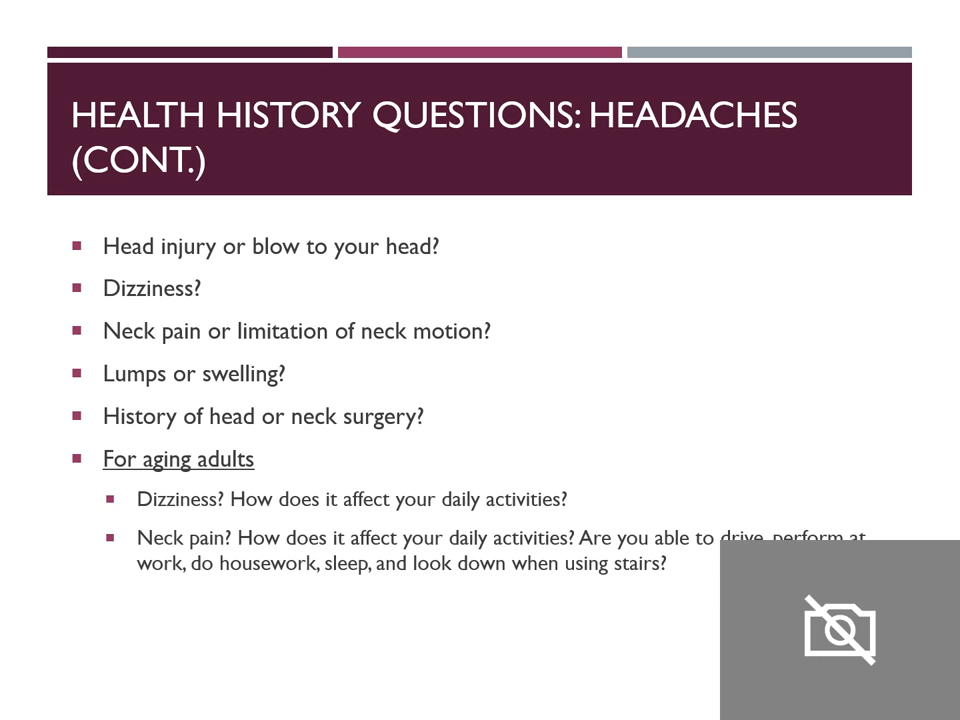 HEALTH HISTORY QUESTIONS: HEADACHES
(CONT.)
Head injury or blow to your head?
Dizziness?
Neck pain or limitation of neck motion?
Lumps or swelling?
History of head or neck surgery?
For aging adults
Dizziness? How does it affect your daily activities?
Neck pain? How does it affect your daily activities? Are you able to drive, perform at
work, do housework, sleep, and look down when using stairs?